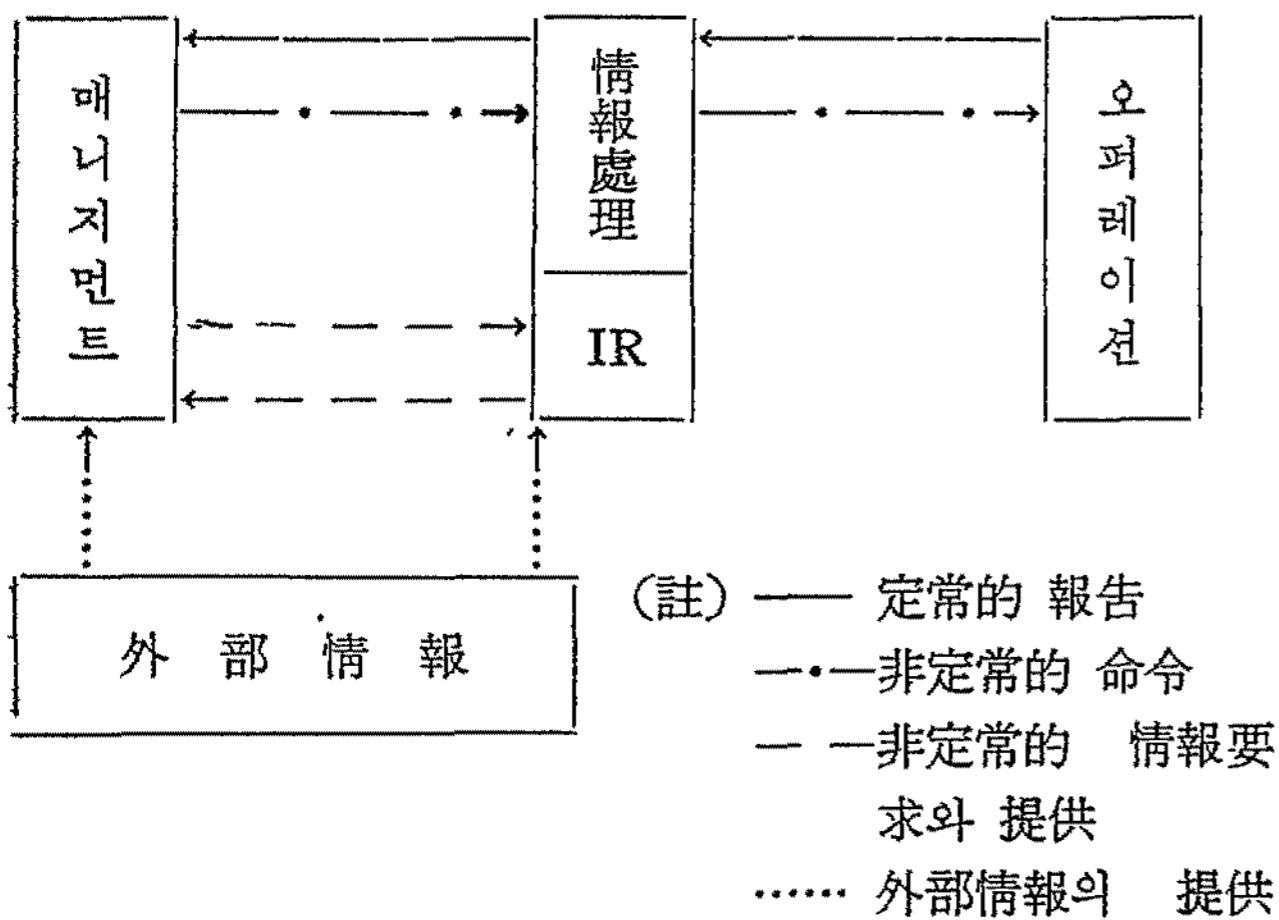 매니지먼트
情報處理
IR
오퍼레이션
外部情報
(註) —— 定常的 報告
—·—非定常的 命令
— —非定常的 情報要
求와 提供
...... 外部情報의 提供